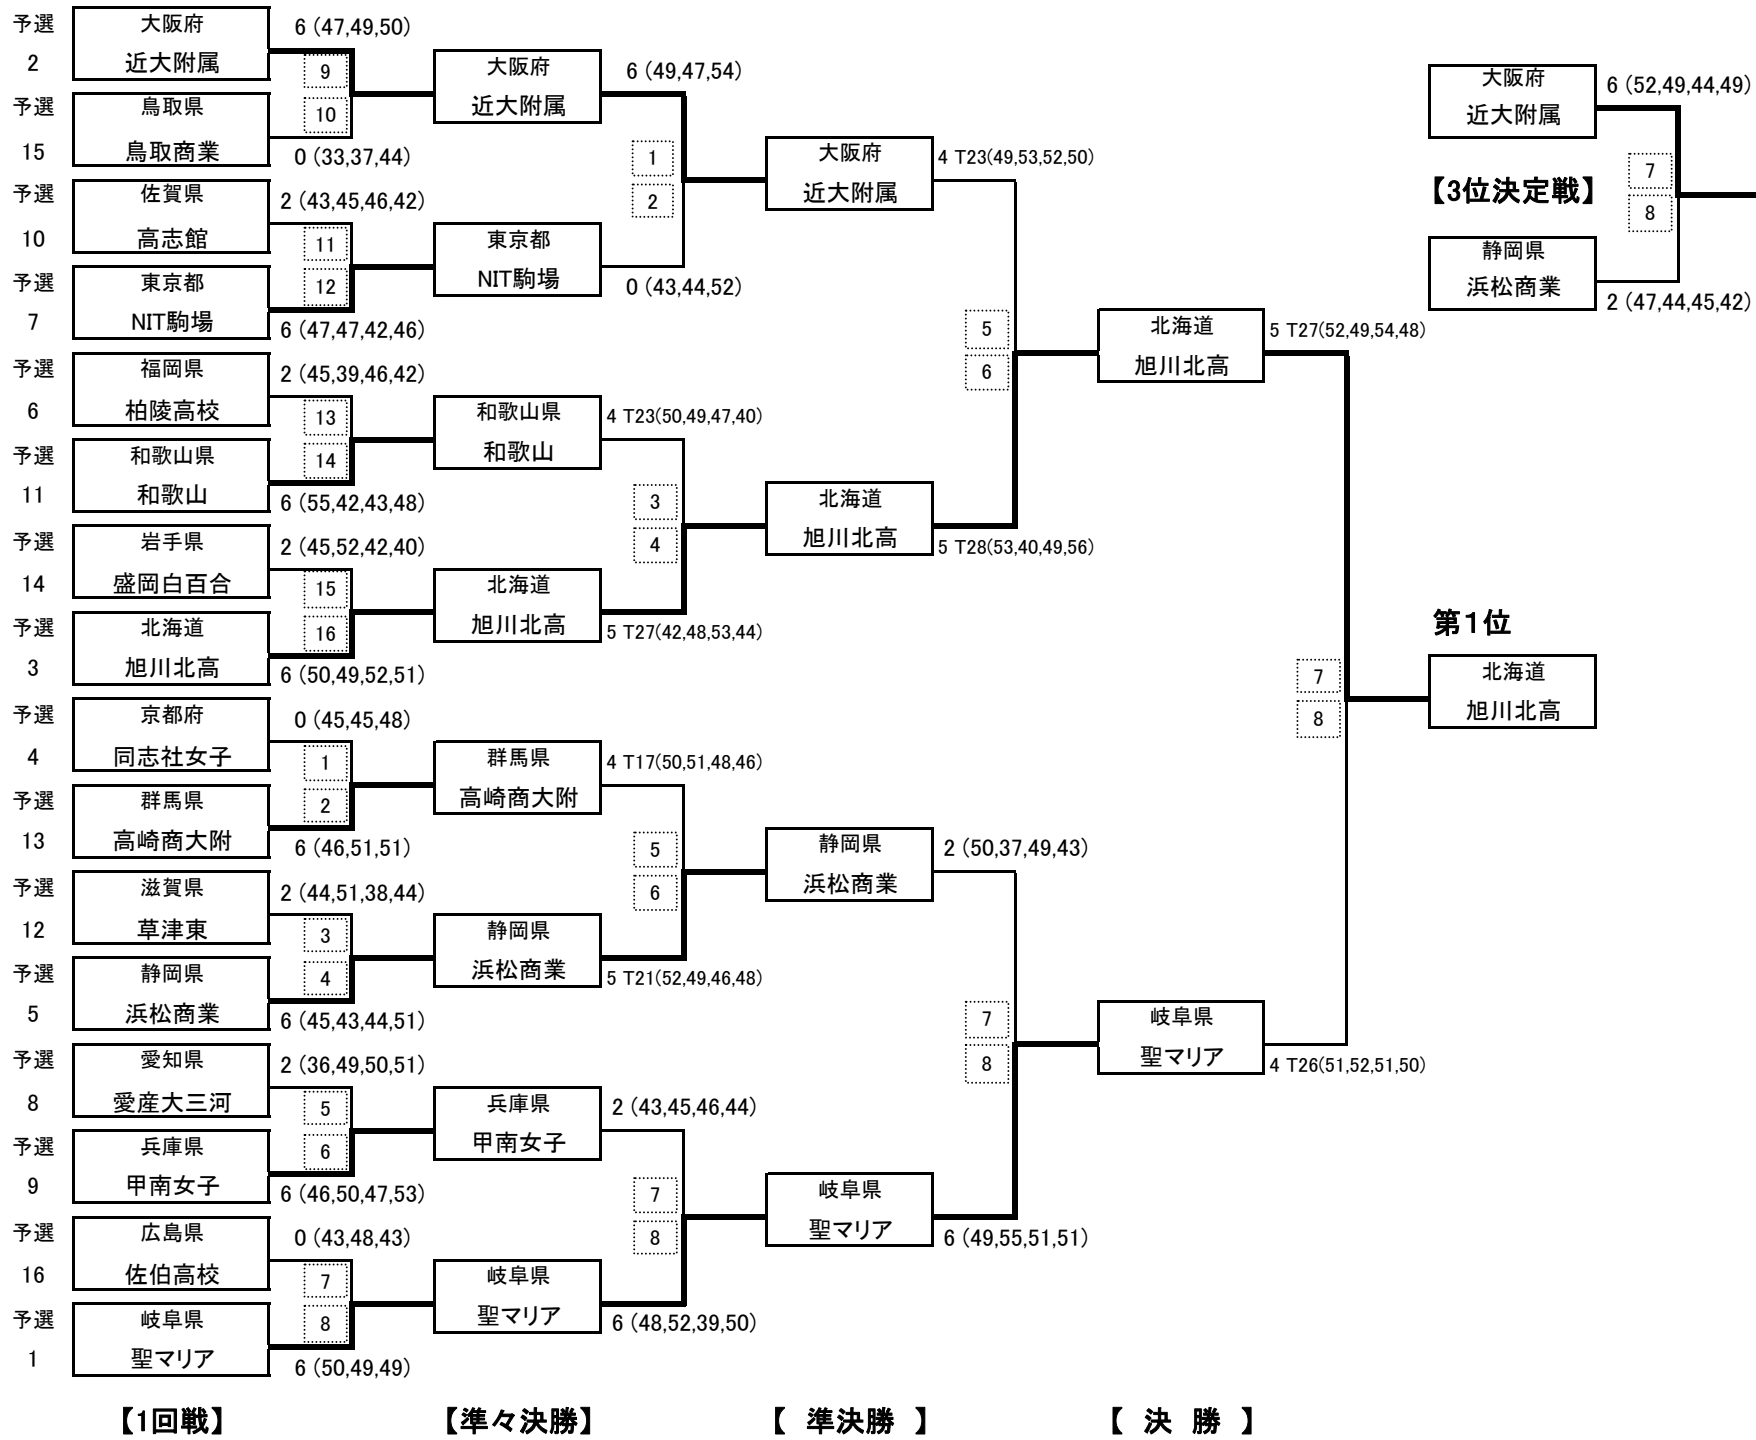 予選
2
大阪府
近大附属
6 (47,49,50)
9
10
予選
15
鳥取県
鳥取商業
0 (33,37,44)
予選
10
佐賀県
高志館
2 (43,45,46,42)
11
12
予選
7
東京都
NIT駒場
6 (47,47,42,46)
予選
6
福岡県
柏陵高校
2 (45,39,46,42)
13
14
予選
11
和歌山県
和歌山
6 (55,42,43,48)
予選
14
岩手県
盛岡白百合
2 (45,52,42,40)
15
16
予選
3
北海道
旭川北高
6 (50,49,52,51)
予選
4
京都府
同志社女子
0 (45,45,48)
1
2
予選
13
群馬県
高崎商大附
6 (46,51,51)
予選
12
滋賀県
草津東
2 (44,51,38,44)
3
4
予選
5
静岡県
浜松商業
6 (45,43,44,51)
予選
8
愛知県
愛産大三河
2 (36,49,50,51)
5
6
予選
9
兵庫県
甲南女子
6 (46,50,47,53)
予選
16
広島県
佐伯高校
0 (43,48,43)
7
8
予選
1
岐阜県
聖マリア
6 (50,49,49)
【1回戦】
大阪府
近大附属
6 (49,47,54)
1
2
東京都
NIT駒場
0 (43,44,52)
和歌山県
和歌山
4 T23(50,49,47,40)
3
4
北海道
旭川北高
5 T27(42,48,53,44)
群馬県
高崎商大附
4 T17(50,51,48,46)
5
6
静岡県
浜松商業
5 T21(52,49,46,48)
兵庫県
甲南女子
2 (43,45,46,44)
7
8
岐阜県
聖マリア
6 (48,52,39,50)
【準々決勝】
大阪府
近大附属
4 T23(49,53,52,50)
5
6
北海道
旭川北高
5 T28(53,40,49,56)
静岡県
浜松商業
2 (50,37,49,43)
7
8
岐阜県
聖マリア
6 (49,55,51,51)
【 準決勝 】
北海道
旭川北高
5 T27(52,49,54,48)
7
8
岐阜県
聖マリア
4 T26(51,52,51,50)
【 決 勝 】
大阪府
近大附属
6 (52,49,44,49)
【3位決定戦】
7
8
静岡県
浜松商業
2 (47,44,45,42)
第1位
北海道
旭川北高